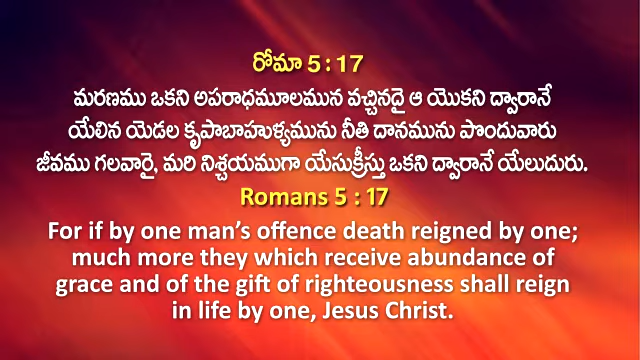 రోమా 5 : 17
మరణము ఒకని అపరాధమూలమున వచ్చినదై ఆ యొకని ద్వారానే
యేలిన యెడల కృపాబాహుళ్యమును నీతి దానమును పొందువారు
జీవము గలవారై, మరి నిశ్చయముగా యేసుక్రీస్తు ఒకని ద్వారానే యేలుదురు.
Romans 5 : 17
For if by one man’s offence death reigned by one;
much more they which receive abundance of
grace and of the gift of righteousness shall reign
in life by one, Jesus Christ.